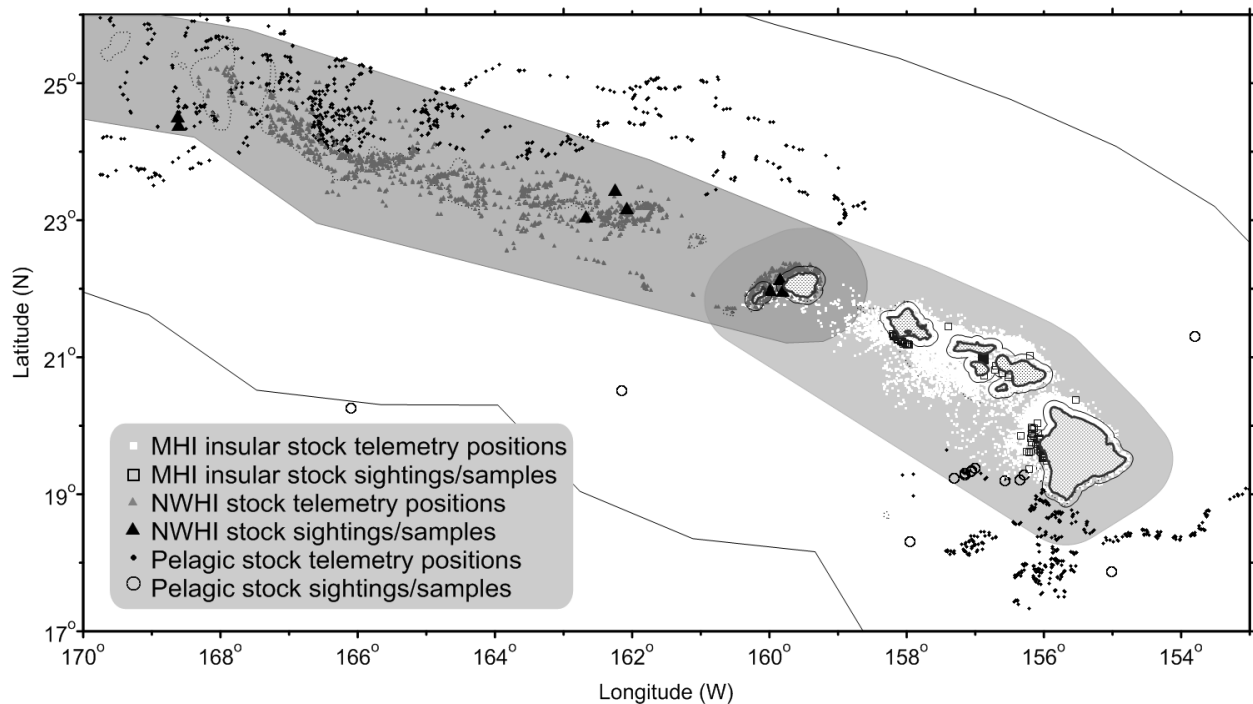 25°
23°
21°
19°
17°
Latitude (N)
MHI insular stock telemetry positions
MHI insular stock sightings/samples
NWHI stock telemetry positions
NWHI stock sightings/samples
Pelagic stock telemetry positions
Pelagic stock sightings/samples
170° 168° 166° 164° 162° 160° 158° 156° 154°
Longitude (W)